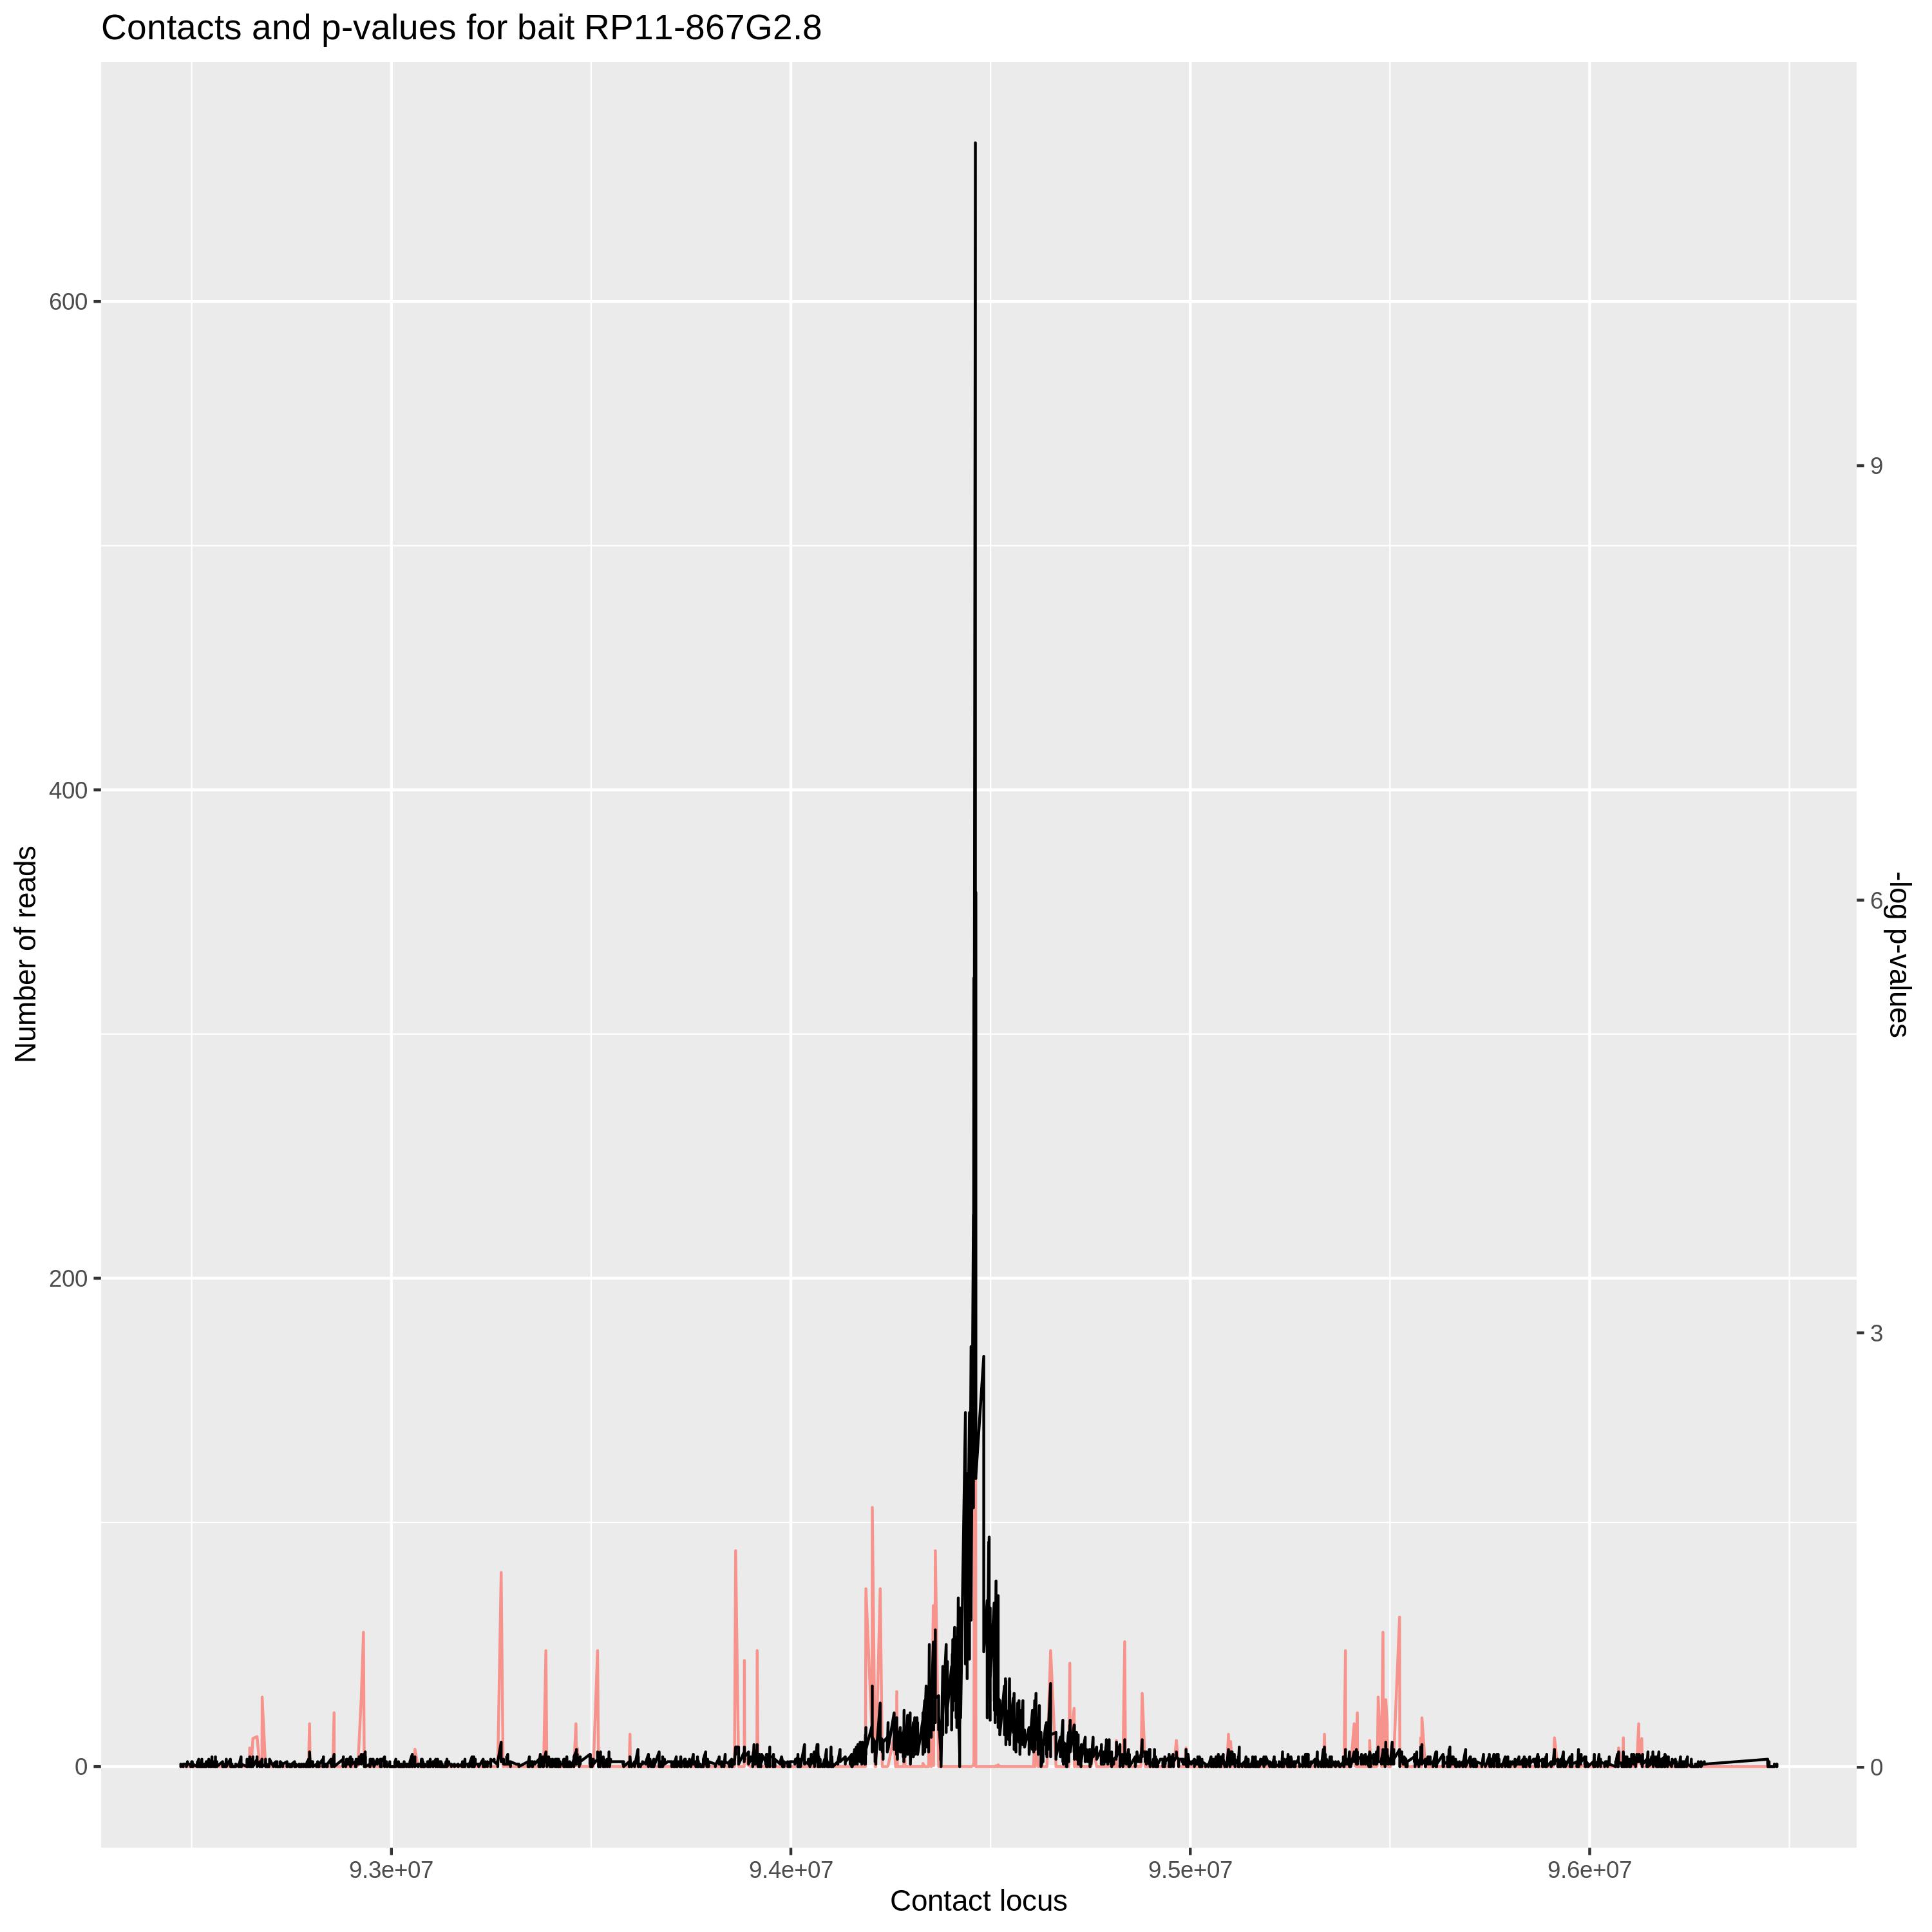 Contacts and p-values for bait RP11-867G2.8
Number of reads
600
400
200
0
9
6
3
0
-log p-values
9.3e+07 9.4e+07 9.5e+07 9.6e+07
Contact locus